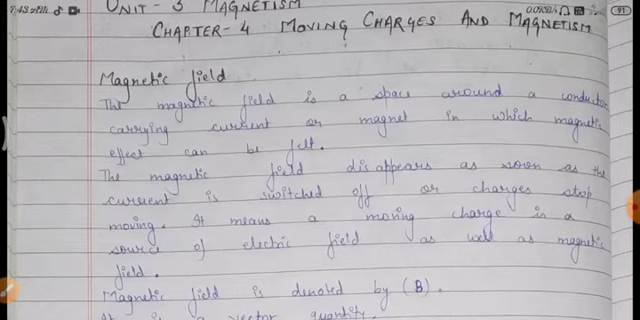 UNIT - 3 MAGNETISM
CHAPTER-4 MOVING CHARGES AND MAGNETISM
Magnetic field
The magnetic field is a space around a conductor
carrying current or magnet in which magnetic
effect can be felt.
The magnetic field disappears as soon as the
current is switched off or charges stop
moving. It means a moving charge is a
source of electric field as well as magnetic
field.
Magnetic field is denoted by (B).
It is a vector quantity.